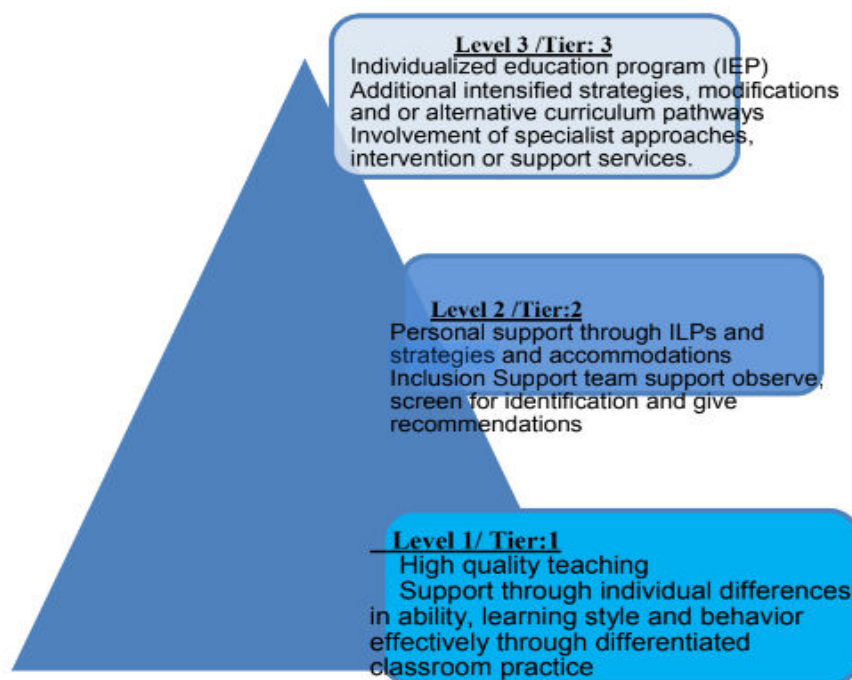 Level 3 /Tier: 3
Individualized education program (IEP)
Additional intensified strategies, modifications
and or alternative curriculum pathways
Involvement of specialist approaches,
intervention or support services.
Level 2 /Tier:2
Personal support through ILPs and
strategies and accommodations
Inclusion Support team support observe,
screen for identification and give
recommendations
Level 1/ Tier:1
High quality teaching
Support through individual differences
in ability, learning style and behavior
effectively through differentiated
classroom practice